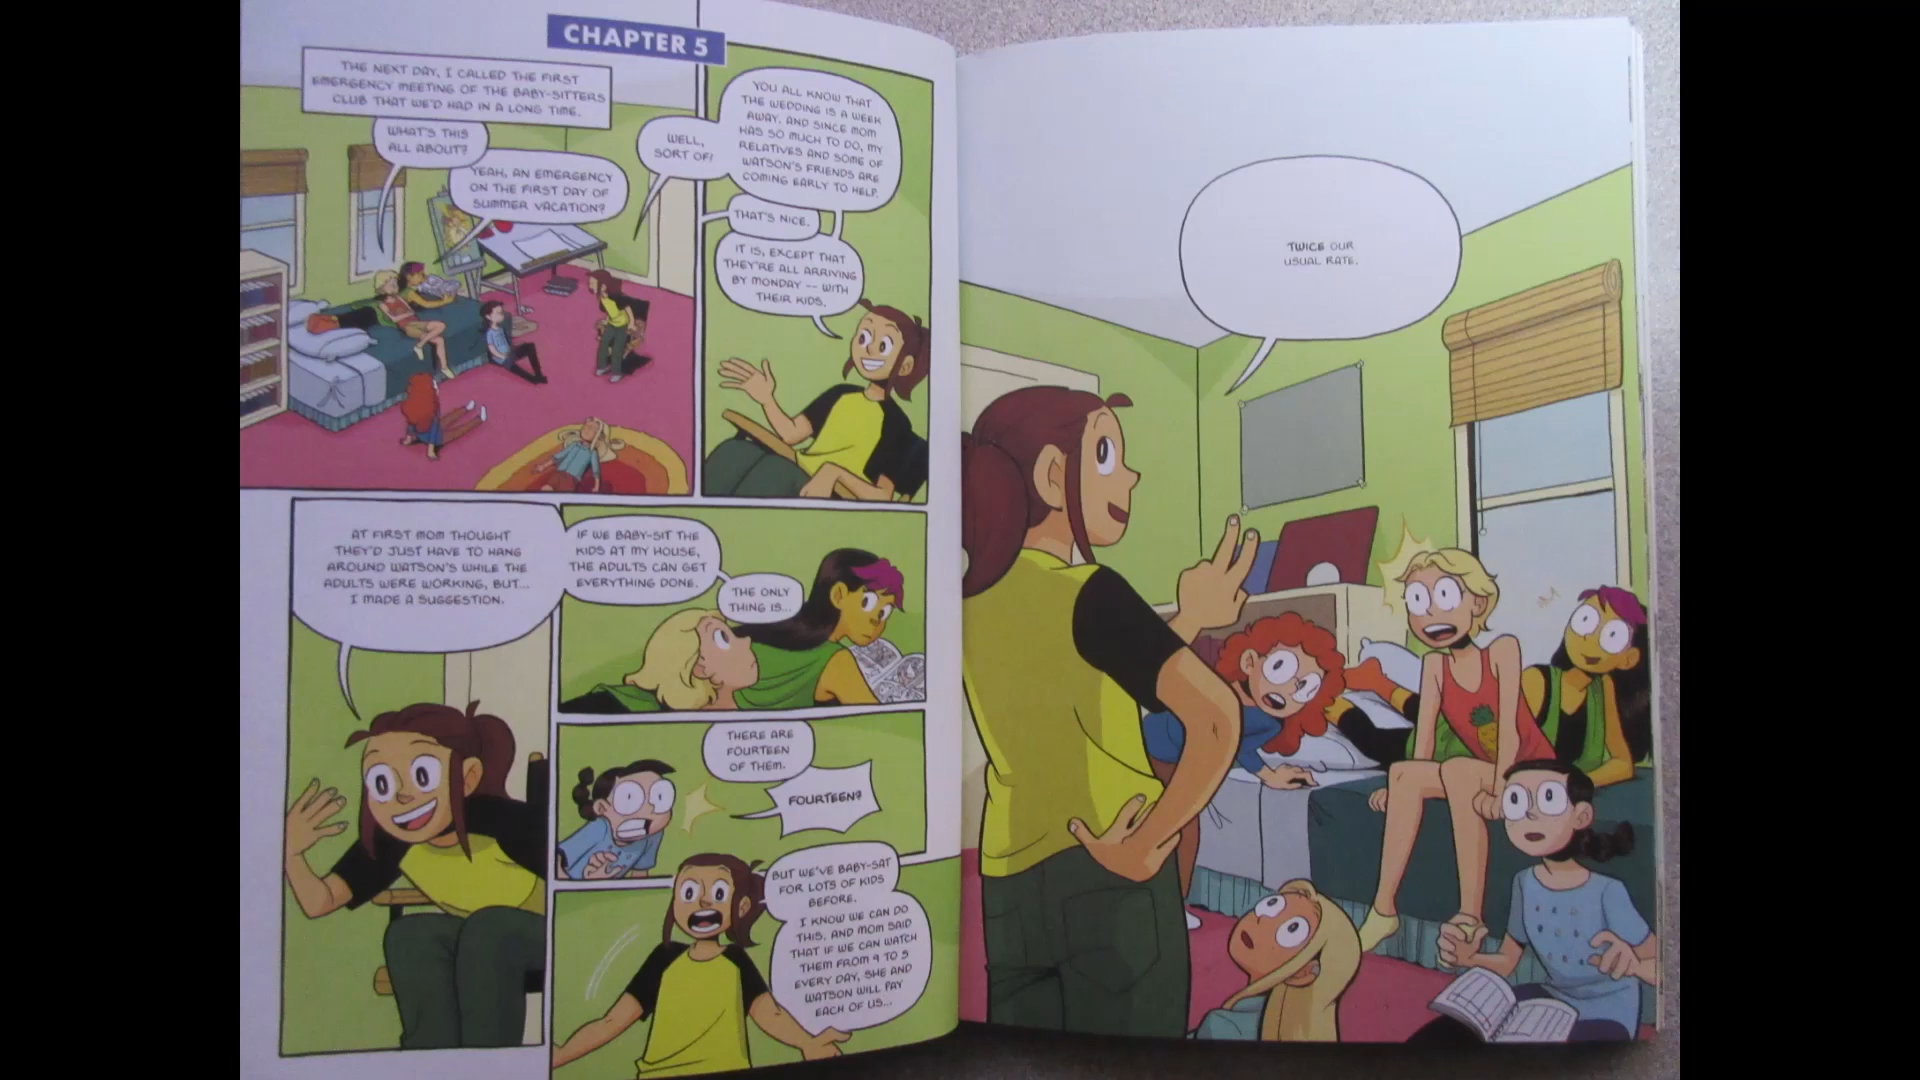 CHAPTER 5
THE NEXT DAY, I CALLED THE FIRST
EMERGENCY MEETING OF THE BABY-SITTERS
CLUB THAT WE'D HAD IN A LONG TIME.
WHAT'S THIS
ALL ABOUT?
YEAH, AN EMERGENCY
ON THE FIRST DAY OF
SUMMER VACATION?
WELL,
SORT OF!
YOU ALL KNOW THAT
THE WEDDING IS A WEEK
AWAY. AND SINCE MOM
HAS SO MUCH TO DO, MY
RELATIVES AND SOME OF
WATSON'S FRIENDS ARE
COMING EARLY TO HELP.
THAT'S NICE.
IT IS, EXCEPT THAT
THEY'RE ALL ARRIVING
BY MONDAY -- WITH
THEIR KIDS.
AT FIRST MOM THOUGHT
THEY'D JUST HAVE TO HANG
AROUND WATSON'S WHILE THE
ADULTS WERE WORKING, BUT...
I MADE A SUGGESTION.
IF WE BABY-SIT THE
KIDS AT MY HOUSE,
THE ADULTS CAN GET
EVERYTHING DONE.
THE ONLY
THING IS...
THERE ARE
FOURTEEN
OF THEM.
FOURTEEN?
BUT WE'VE BABY-SAT
FOR LOTS OF KIDS
BEFORE.
I KNOW WE CAN DO
THIS. AND MOM SAID
THAT IF WE CAN WATCH
THEM FROM 9 TO 5
EVERY DAY, SHE AND
WATSON WILL PAY
EACH OF US...
TWICE OUR
USUAL RATE.